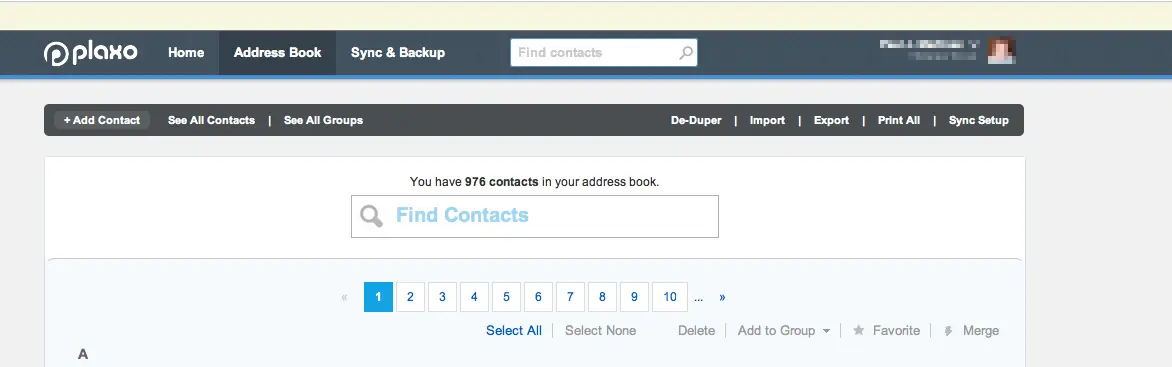 plaxo Home Address Book Sync & Backup Find contacts
+ Add Contact See All Contacts | See All Groups De-Duper | Import | Export | Print All | Sync Setup
You have 976 contacts in your address book.
Find Contacts
« 1 2 3 4 5 6 7 8 9 10 ... »
Select All | Select None Delete | Add to Group | Favorite | Merge
A